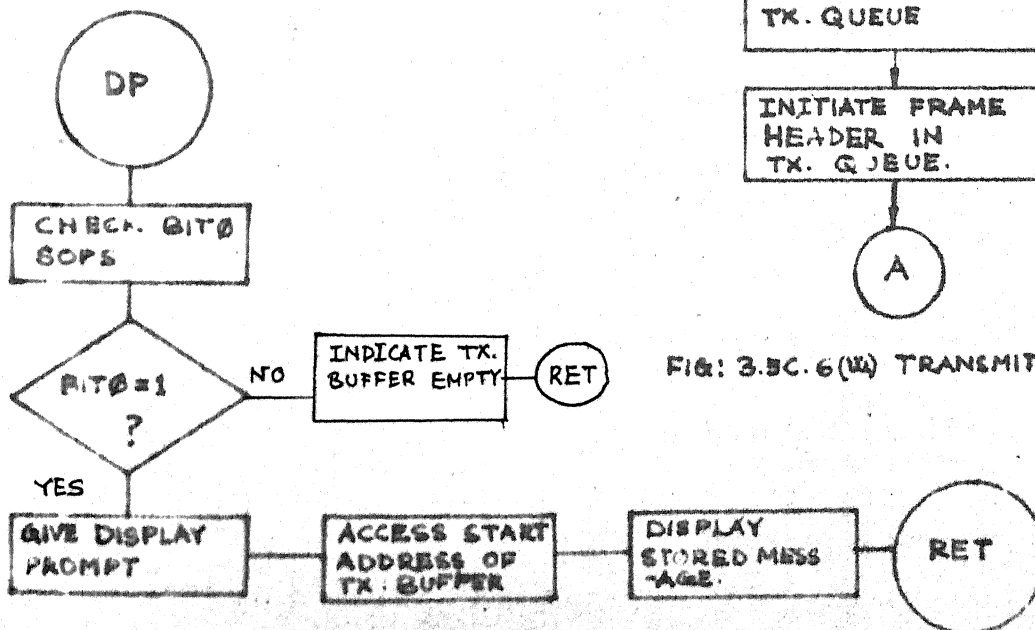 TX. QUEUE
INITIATE FRAME
HEADER IN
TX. QUEUE.
A
FIG: 3.5C.6 TRANSMIT
DP
CHECK. BITØ
SOPS
BITØ=1
?
NO
INDICATE TX.
BUFFER EMPTY
RET
YES
GIVE DISPLAY
PROMPT
ACCESS START
ADDRESS OF
TX. BUFFER
DISPLAY
STORED MESS
-AGE.
RET